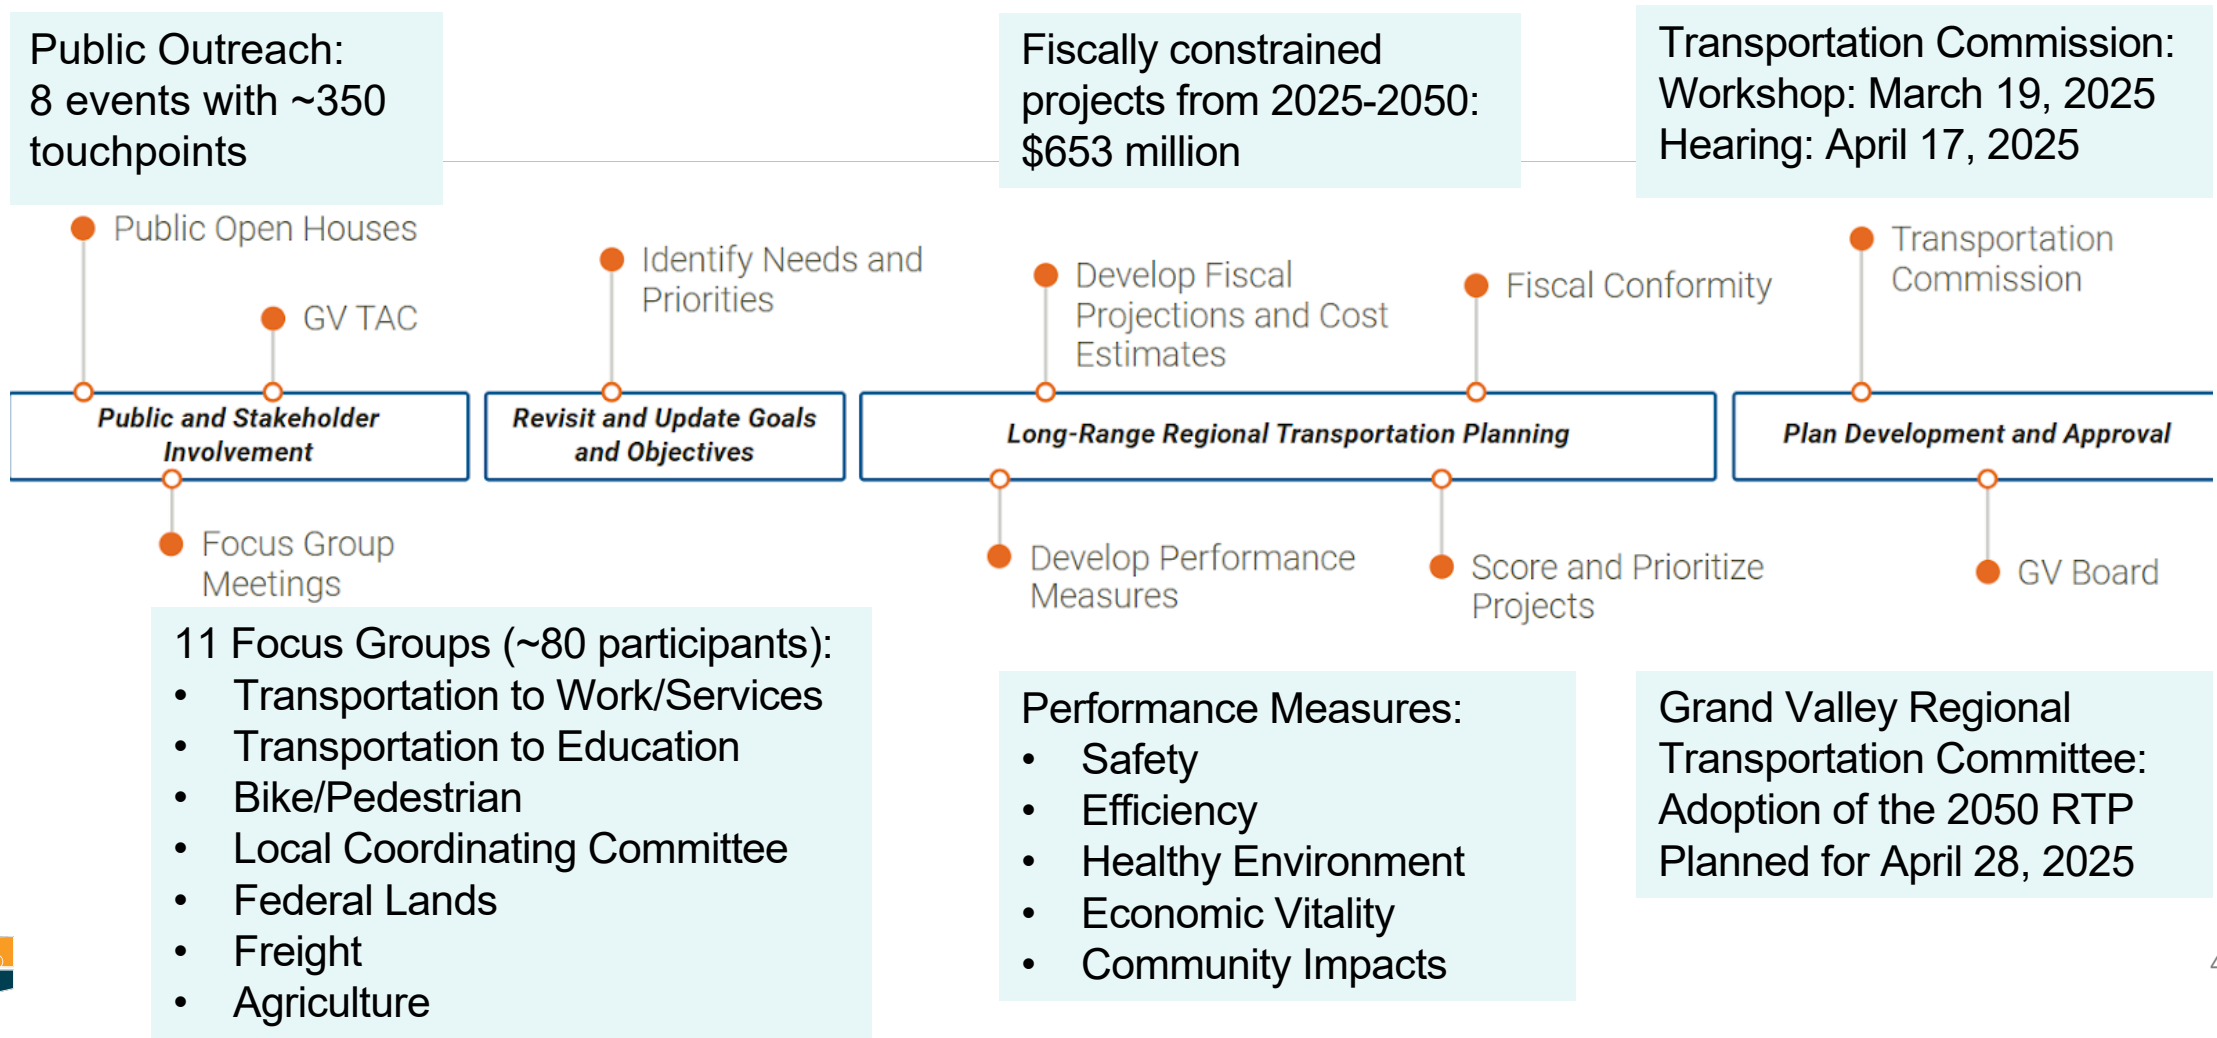 Public Outreach:
8 events with ~350
touchpoints
Fiscally constrained
projects from 2025-2050:
$653 million
Transportation Commission:
Workshop: March 19, 2025
Hearing: April 17, 2025
Public Open Houses
GV TAC
Identify Needs and
Priorities
Develop Fiscal
Projections and Cost
Estimates
Fiscal Conformity
Transportation
Commission
Public and Stakeholder
Involvement
Revisit and Update Goals
and Objectives
Long-Range Regional Transportation Planning
Plan Development and Approval
Focus Group
Meetings
Develop Performance
Measures
Score and Prioritize
Projects
GV Board
11 Focus Groups (~80 participants):
• Transportation to Work/Services
• Transportation to Education
• Bike/Pedestrian
• Local Coordinating Committee
• Federal Lands
• Freight
• Agriculture
Performance Measures:
• Safety
• Efficiency
• Healthy Environment
• Economic Vitality
• Community Impacts
Grand Valley Regional
Transportation Committee:
Adoption of the 2050 RTP
Planned for April 28, 2025